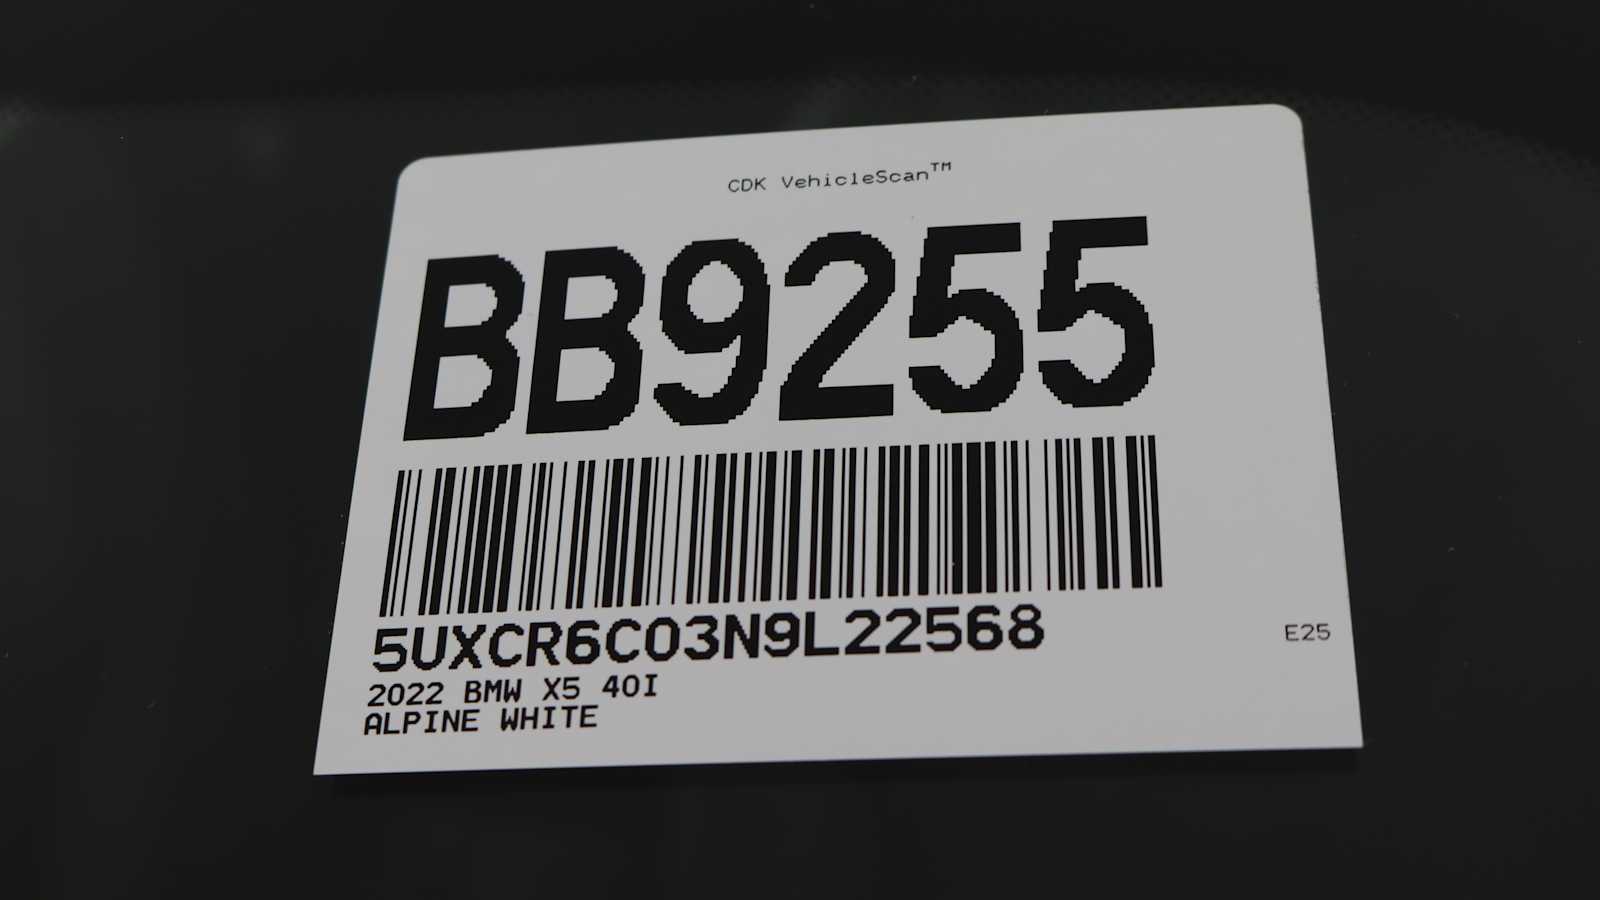 CDK VehicleScan™
BB9255
5UXCR6C03N9L22568
E25
2022 BMW X5 40I
ALPINE WHITE